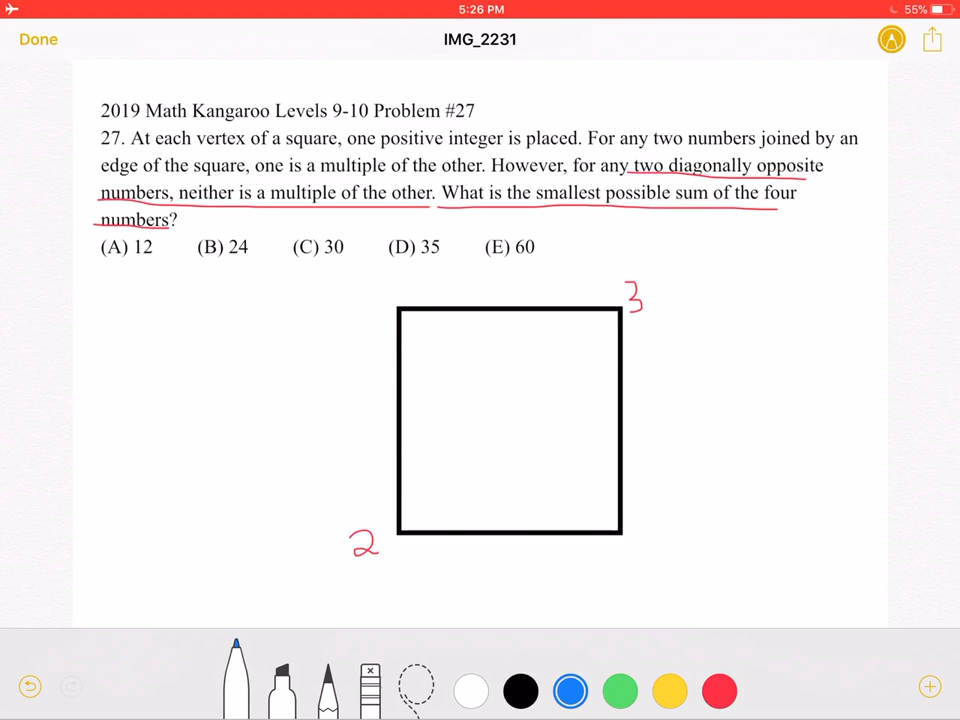 5:26 PM
55%
Done
IMG_2231
2019 Math Kangaroo Levels 9-10 Problem #27
27. At each vertex of a square, one positive integer is placed. For any two numbers joined by an
edge of the square, one is a multiple of the other. However, for any two diagonally opposite
numbers, neither is a multiple of the other. What is the smallest possible sum of the four
numbers?
(A) 12 (B) 24 (C) 30 (D) 35 (E) 60
3
2